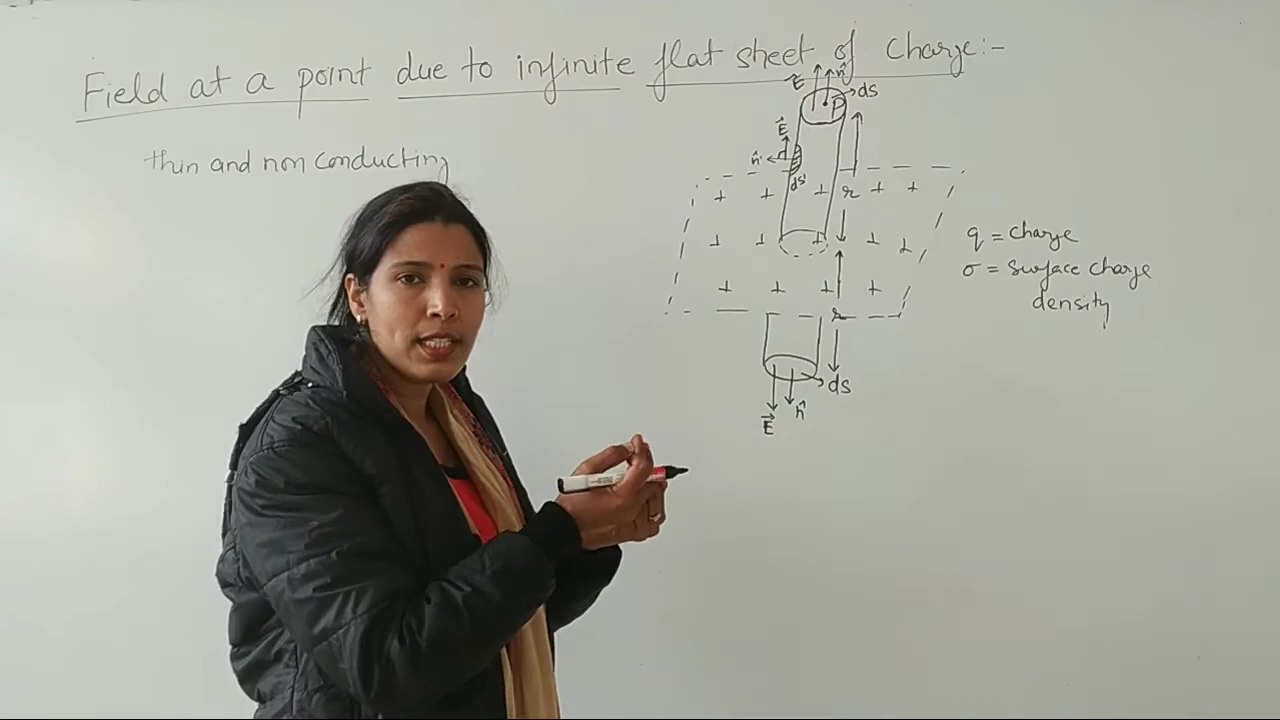 Field at a point due to infinite flat sheet of charge:-
thin and non conducting
E n̂
P ds
E⃗
n̂
ds'
+ + + + +
r
+ + + + +
+ + + +
r
ds
n̂
E⃗
q = charge
σ = surface charge
density